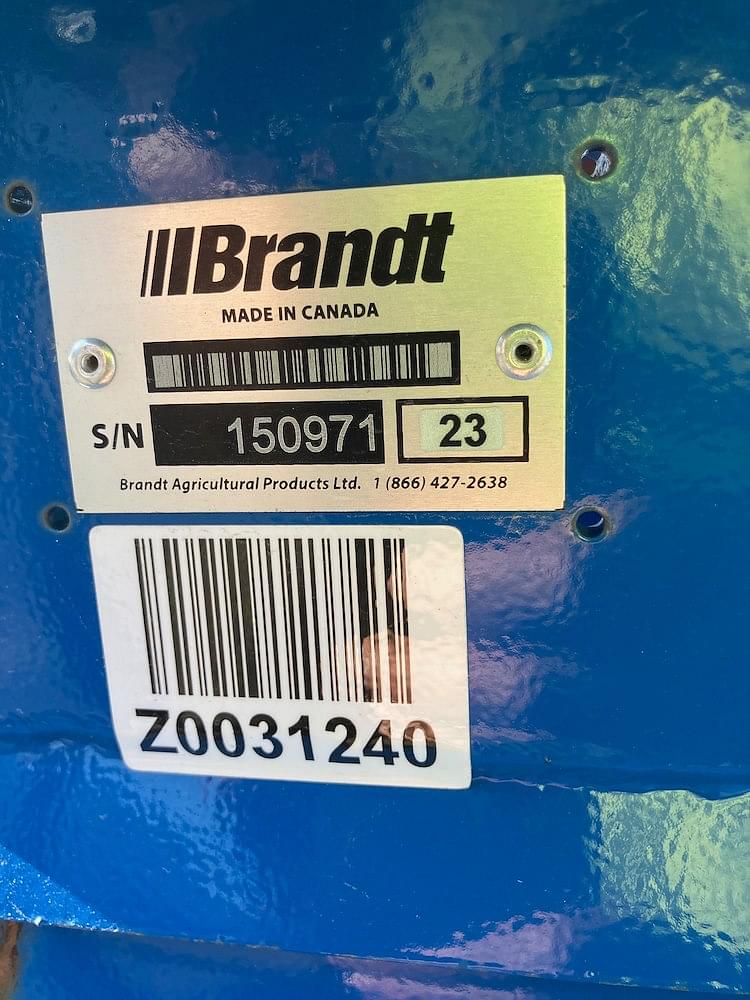 Brandt
MADE IN CANADA
S/N 150971 23
Brandt Agricultural Products Ltd. 1 (866) 427-2638
Z0031240